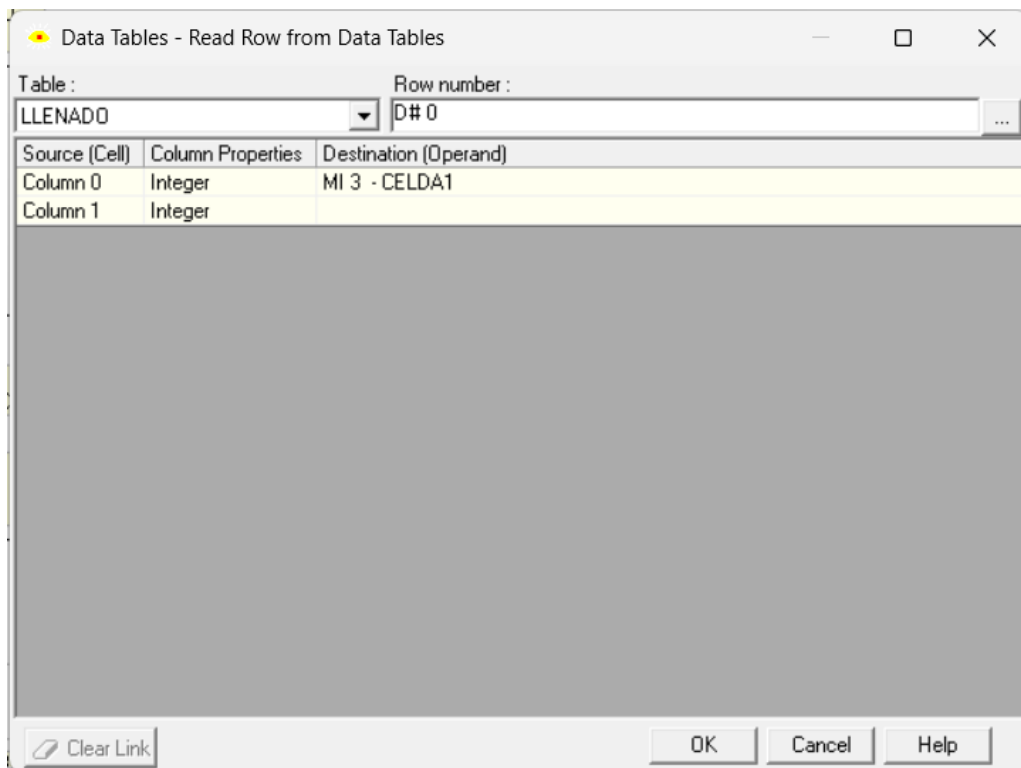 Data Tables - Read Row from Data Tables
Table : Row number :
LLENADO D# 0 ...
Source (Cell) Column Properties Destination (Operand)
Column 0 Integer MI 3 - CELDA1
Column 1 Integer
Clear Link OK Cancel Help